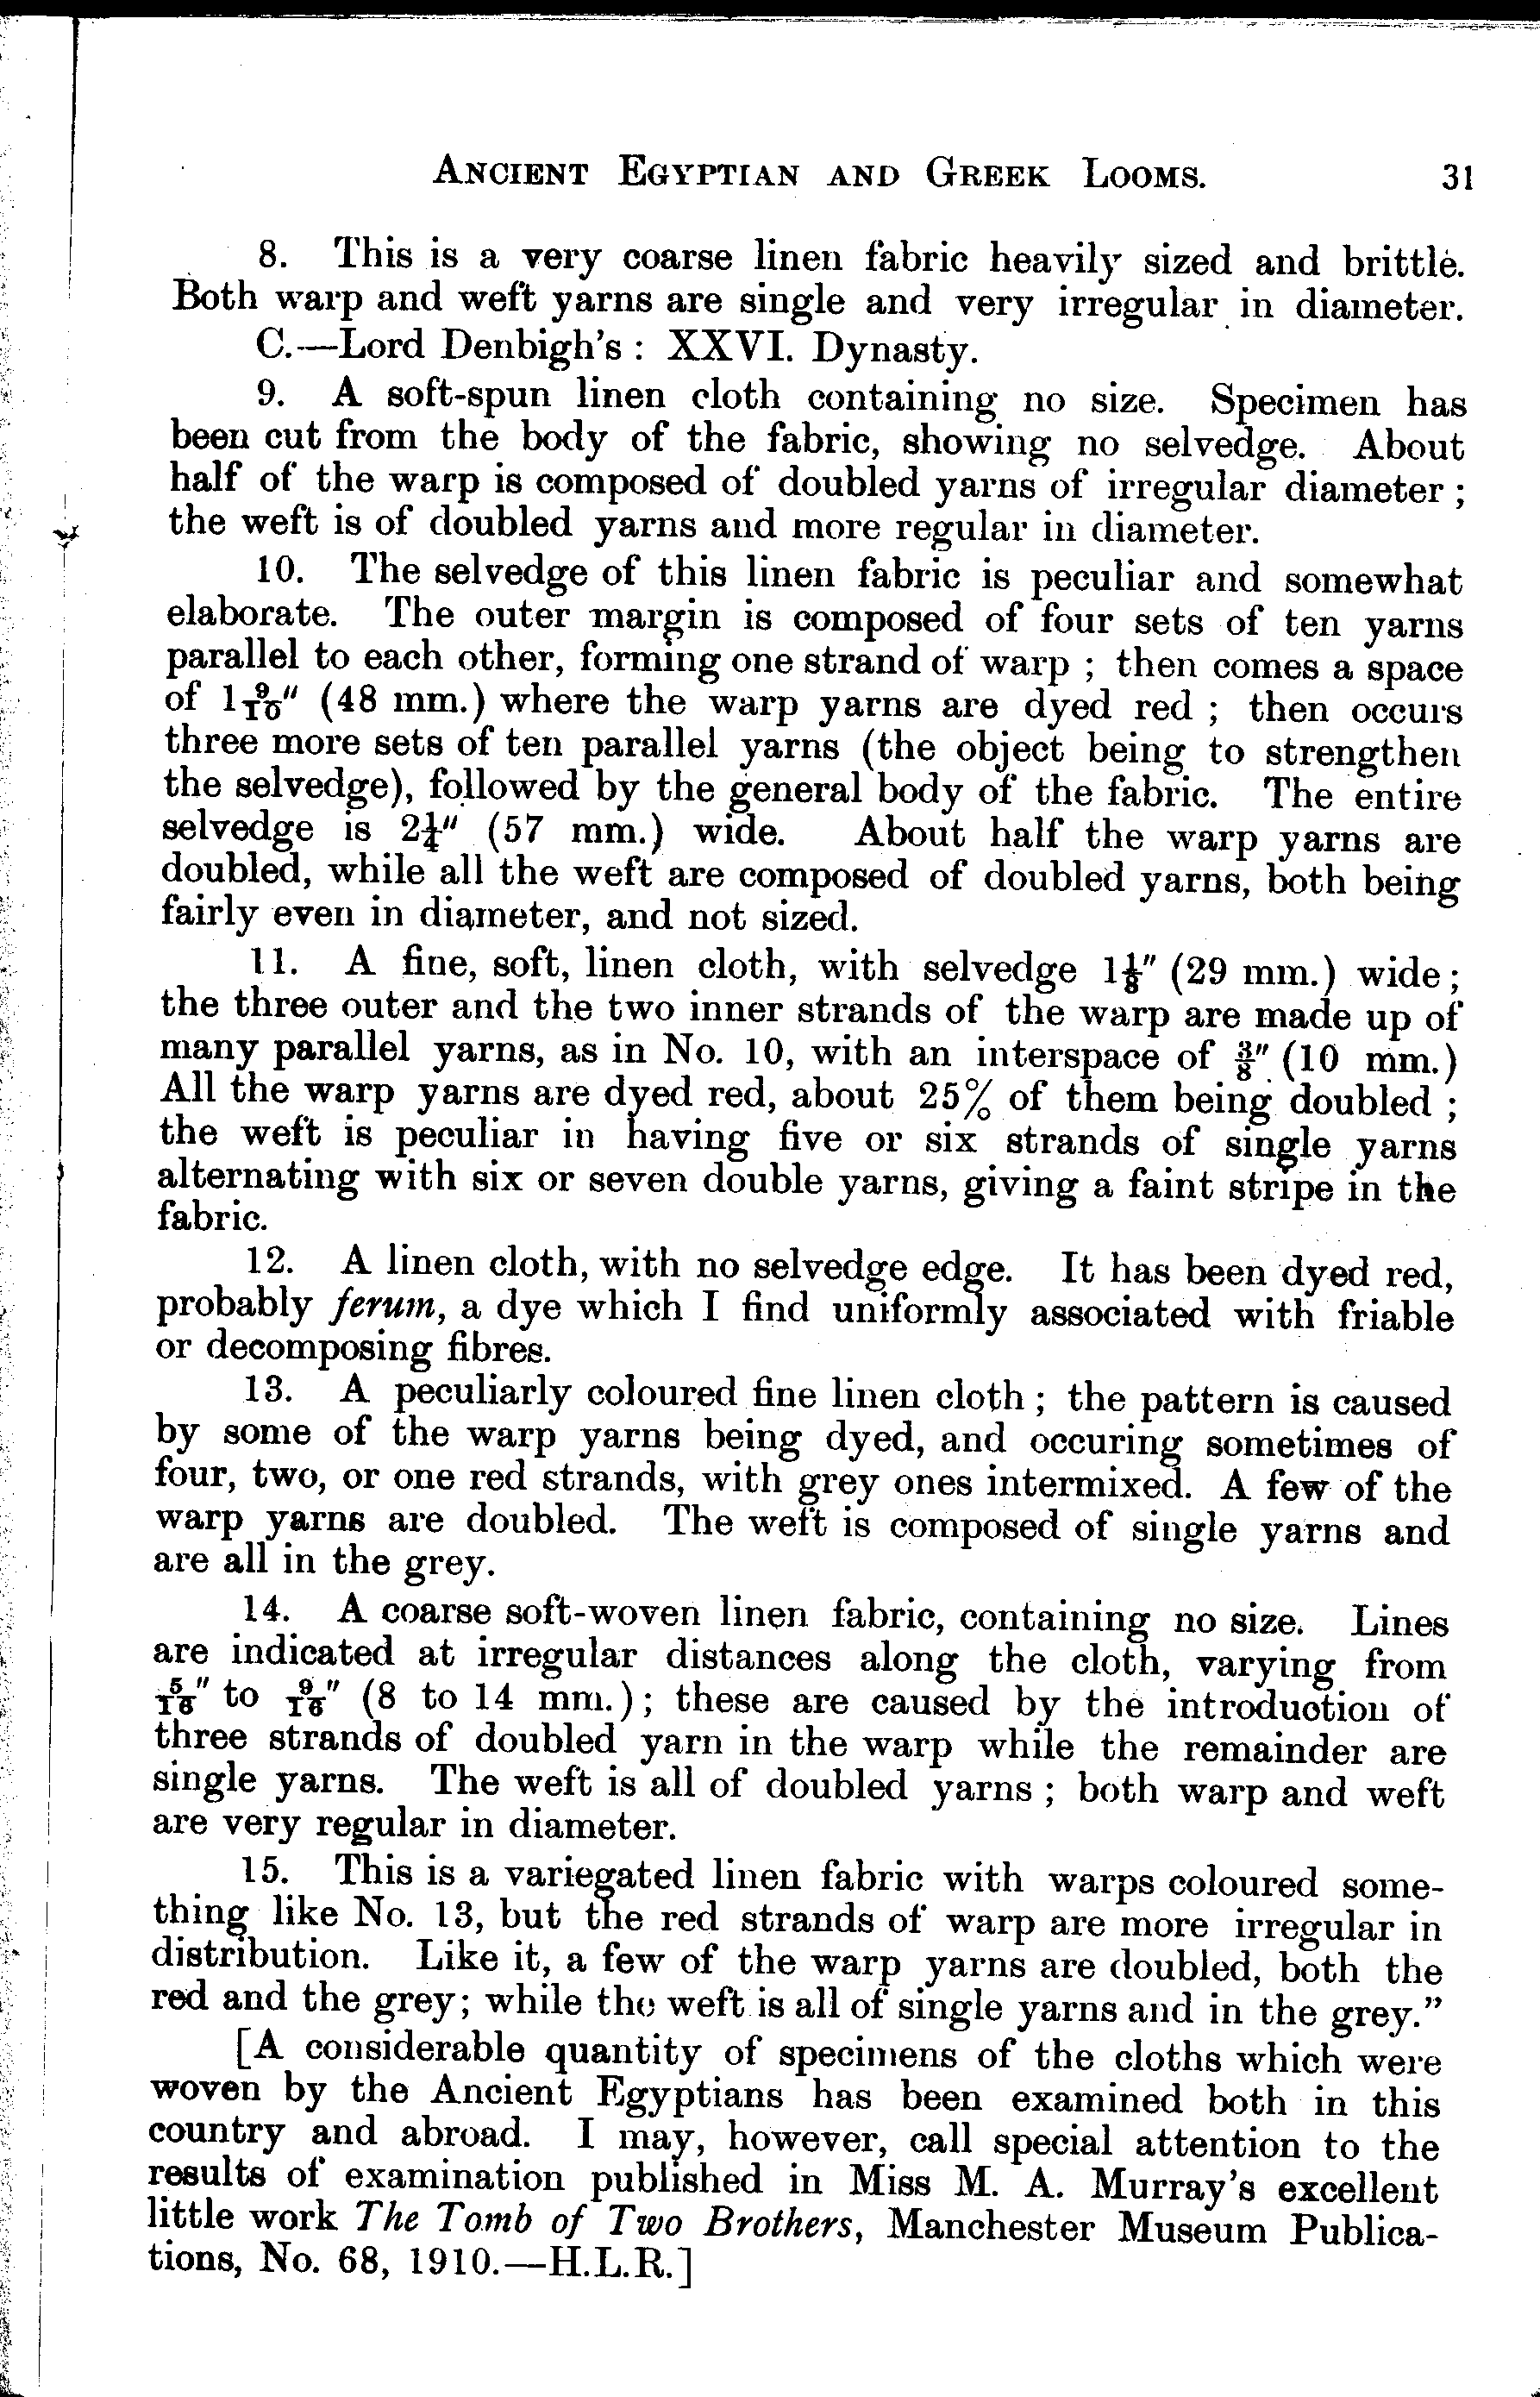 ANCIENT EGYPTIAN AND GREEK LOOMS. 31
8. This is a very coarse linen fabric heavily sized and brittle.
Both warp and weft yarns are single and very irregular in diameter.
C.—Lord Denbigh's : XXVI. Dynasty.
9. A soft-spun linen cloth containing no size. Specimen has
been cut from the body of the fabric, showing no selvedge. About
half of the warp is composed of doubled yarns of irregular diameter ;
the weft is of doubled yarns and more regular in diameter.
10. The selvedge of this linen fabric is peculiar and somewhat
elaborate. The outer margin is composed of four sets of ten yarns
parallel to each other, forming one strand of warp ; then comes a space
of 1 9/10" (48 mm.) where the warp yarns are dyed red ; then occurs
three more sets of ten parallel yarns (the object being to strengthen
the selvedge), followed by the general body of the fabric. The entire
selvedge is 2¼" (57 mm.) wide. About half the warp yarns are
doubled, while all the weft are composed of doubled yarns, both being
fairly even in diameter, and not sized.
11. A fine, soft, linen cloth, with selvedge 1⅛" (29 mm.) wide ;
the three outer and the two inner strands of the warp are made up of
many parallel yarns, as in No. 10, with an interspace of ⅜" (10 mm.)
All the warp yarns are dyed red, about 25% of them being doubled ;
the weft is peculiar in having five or six strands of single yarns
alternating with six or seven double yarns, giving a faint stripe in the
fabric.
12. A linen cloth, with no selvedge edge. It has been dyed red,
probably ferum, a dye which I find uniformly associated with friable
or decomposing fibres.
13. A peculiarly coloured fine linen cloth ; the pattern is caused
by some of the warp yarns being dyed, and occuring sometimes of
four, two, or one red strands, with grey ones intermixed. A few of the
warp yarns are doubled. The weft is composed of single yarns and
are all in the grey.
14. A coarse soft-woven linen fabric, containing no size. Lines
are indicated at irregular distances along the cloth, varying from
5/16" to 9/16" (8 to 14 mm.) ; these are caused by the introduction of
three strands of doubled yarn in the warp while the remainder are
single yarns. The weft is all of doubled yarns ; both warp and weft
are very regular in diameter.
15. This is a variegated linen fabric with warps coloured some-
thing like No. 13, but the red strands of warp are more irregular in
distribution. Like it, a few of the warp yarns are doubled, both the
red and the grey ; while the weft is all of single yarns and in the grey."
[A considerable quantity of specimens of the cloths which were
woven by the Ancient Egyptians has been examined both in this
country and abroad. I may, however, call special attention to the
results of examination published in Miss M. A. Murray's excellent
little work The Tomb of Two Brothers, Manchester Museum Publica-
tions, No. 68, 1910.—H.L.R.]